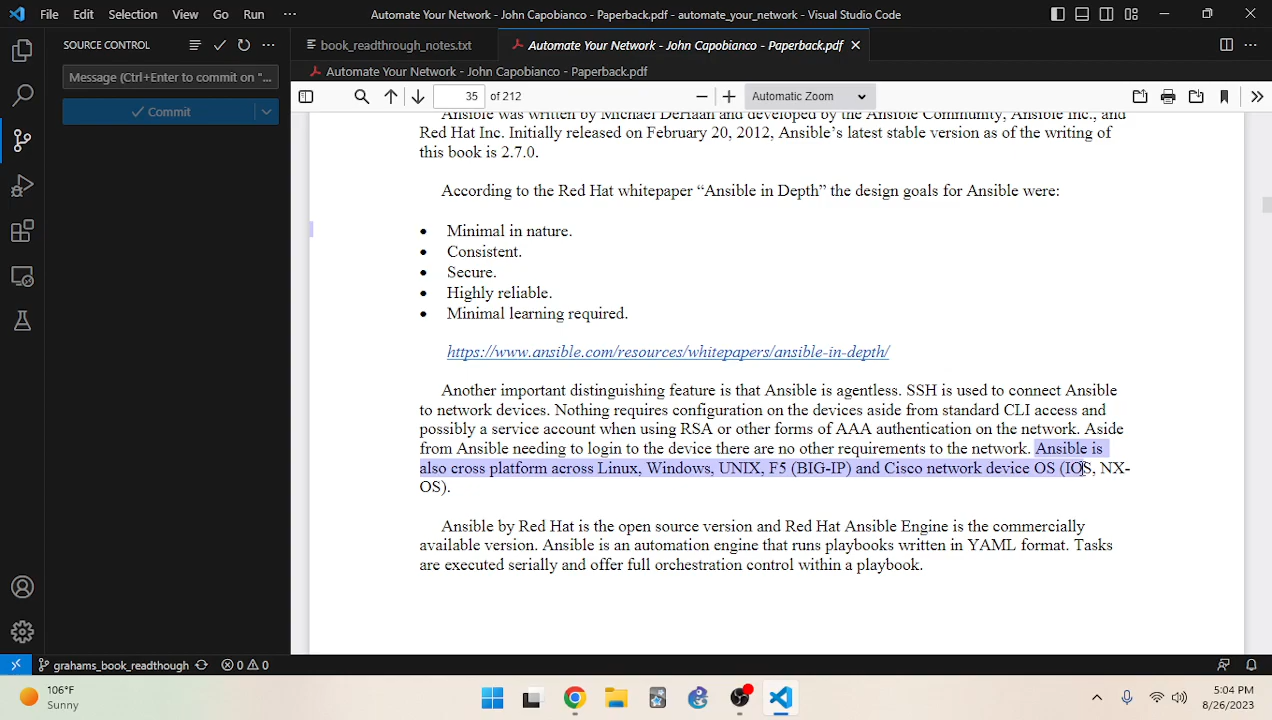 File Edit Selection View Go Run ··· Automate Your Network - John Capobianco - Paperback.pdf - automate_your_network - Visual Studio Code
SOURCE CONTROL
Message (Ctrl+Enter to commit on "...
Commit
book_readthrough_notes.txt Automate Your Network - John Capobianco - Paperback.pdf
Automate Your Network - John Capobianco - Paperback.pdf
35 of 212 Automatic Zoom
Ansible was written by Michael DeHaan and developed by the Ansible Community, Ansible Inc., and
Red Hat Inc. Initially released on February 20, 2012, Ansible’s latest stable version as of the writing of
this book is 2.7.0.
According to the Red Hat whitepaper “Ansible in Depth” the design goals for Ansible were:
• Minimal in nature.
• Consistent.
• Secure.
• Highly reliable.
• Minimal learning required.
https://www.ansible.com/resources/whitepapers/ansible-in-depth/
Another important distinguishing feature is that Ansible is agentless. SSH is used to connect Ansible
to network devices. Nothing requires configuration on the devices aside from standard CLI access and
possibly a service account when using RSA or other forms of AAA authentication on the network. Aside
from Ansible needing to login to the device there are no other requirements to the network. Ansible is
also cross platform across Linux, Windows, UNIX, F5 (BIG-IP) and Cisco network device OS (IOS, NX-
OS).
Ansible by Red Hat is the open source version and Red Hat Ansible Engine is the commercially
available version. Ansible is an automation engine that runs playbooks written in YAML format. Tasks
are executed serially and offer full orchestration control within a playbook.
grahams_book_readthough 0 0
106°F
Sunny
5:04 PM
8/26/2023